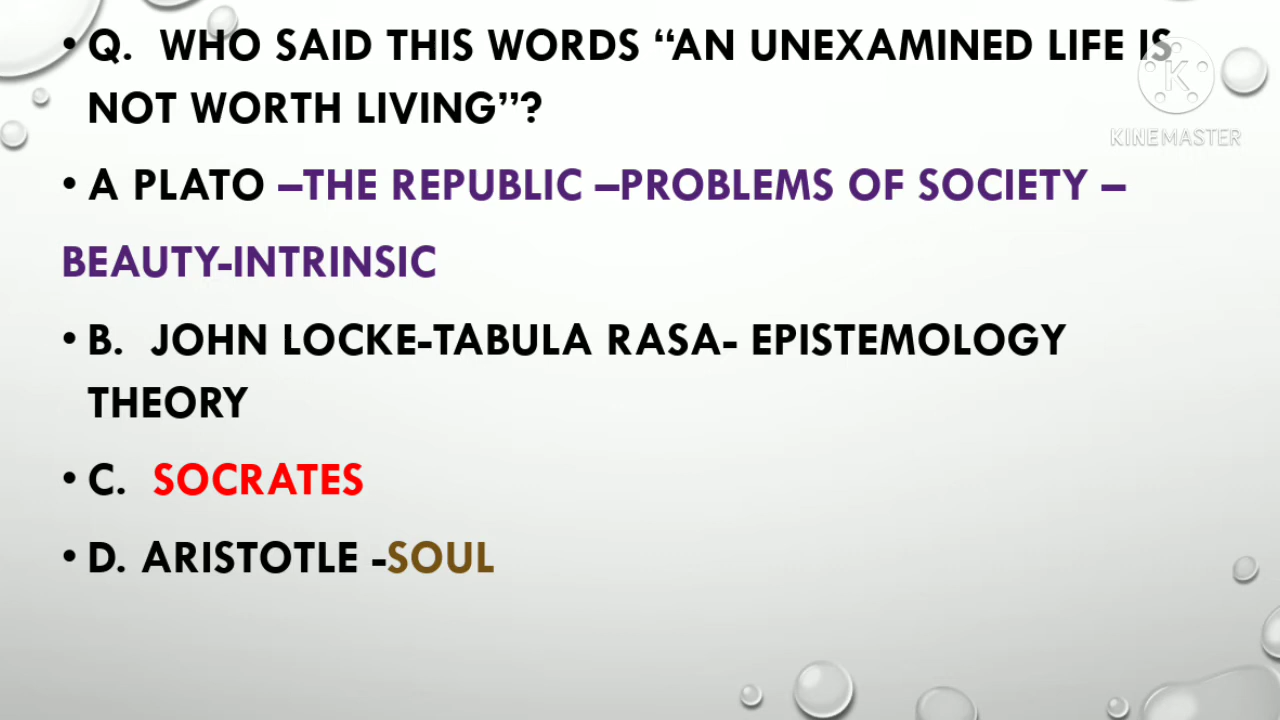 • Q. WHO SAID THIS WORDS “AN UNEXAMINED LIFE IS
NOT WORTH LIVING”?
• A PLATO –THE REPUBLIC –PROBLEMS OF SOCIETY –
BEAUTY-INTRINSIC
• B. JOHN LOCKE-TABULA RASA- EPISTEMOLOGY
THEORY
• C. SOCRATES
• D. ARISTOTLE -SOUL
K
KINEMASTER